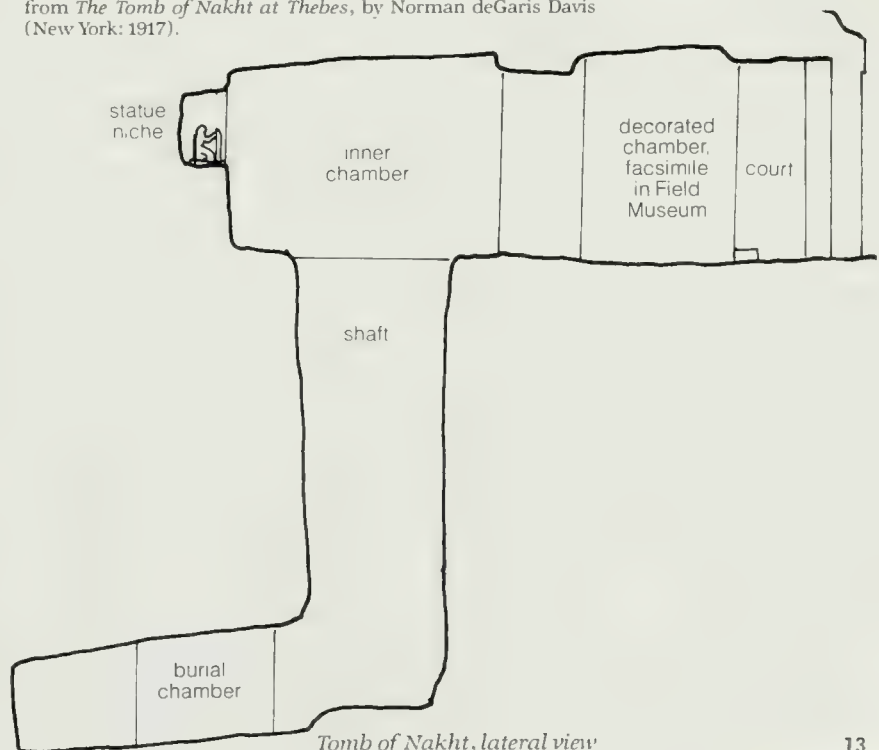 from The Tomb of Nakht at Thebes, by Norman deGaris Davis
(New York: 1917).
statue
niche
inner
chamber
decorated
chamber,
facsimile
in Field
Museum
court
shaft
burial
chamber
Tomb of Nakht, lateral view
13